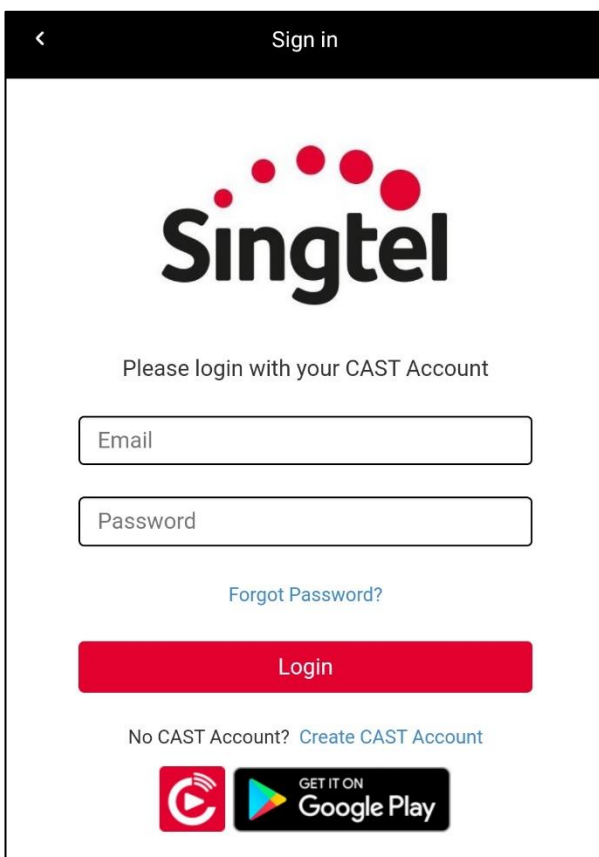 Sign in
Singtel
Please login with your CAST Account
Email
Password
Forgot Password?
Login
No CAST Account? Create CAST Account
GET IT ON
Google Play